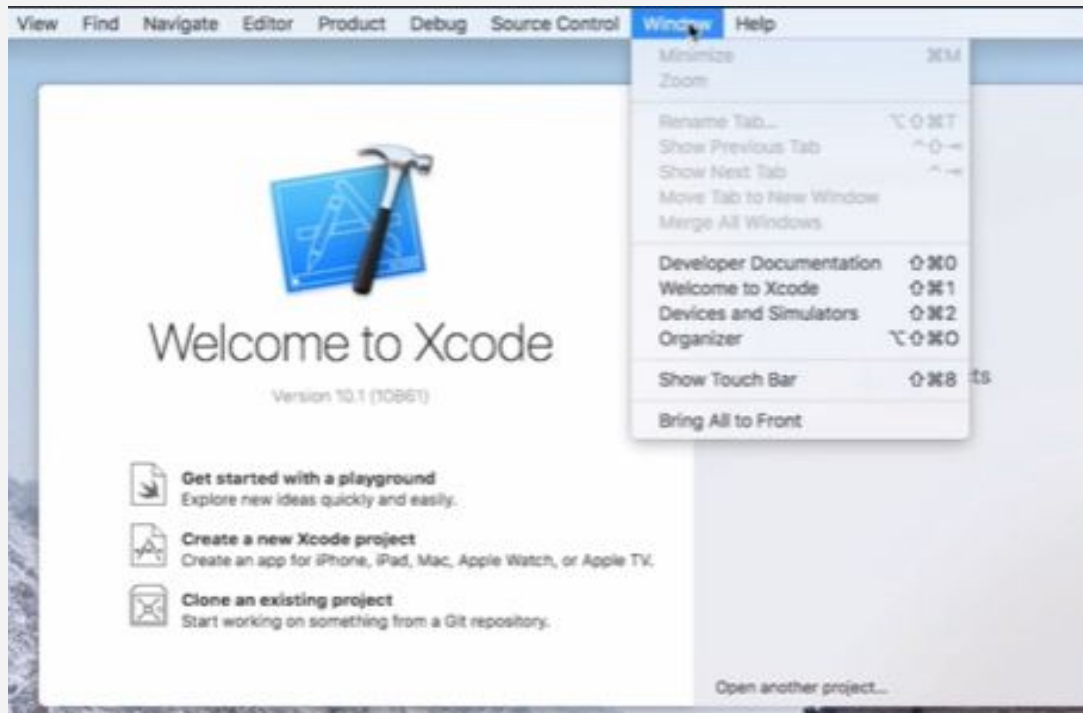 View Find Navigate Editor Product Debug Source Control Window Help
Minimize ⌘M
Zoom
Rename Tab... ⌥⇧⌘T
Show Previous Tab
Show Next Tab
Move Tab to New Window
Merge All Windows
Developer Documentation ⇧⌘0
Welcome to Xcode ⇧⌘1
Devices and Simulators ⇧⌘2
Organizer ⌥⇧⌘O
Show Touch Bar ⇧⌘8
Bring All to Front
Welcome to Xcode
Version 10.1 (10B61)
Get started with a playground
Explore new ideas quickly and easily.
Create a new Xcode project
Create an app for iPhone, iPad, Mac, Apple Watch, or Apple TV.
Clone an existing project
Start working on something from a Git repository.
ts
Open another project...